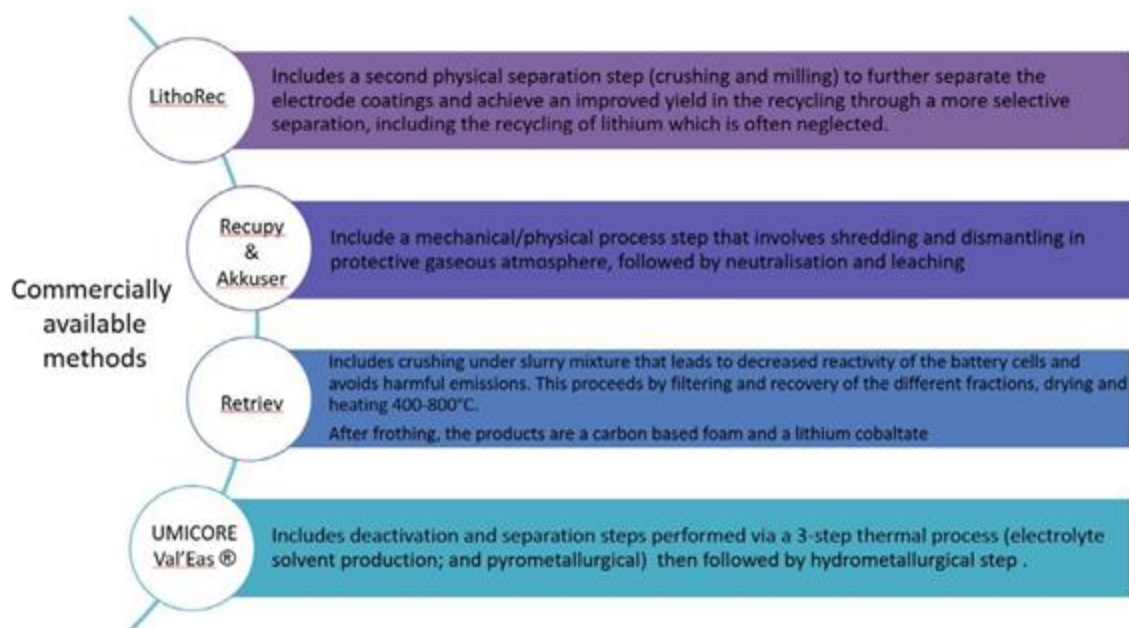 Commercially
available
methods
LithoRec
Includes a second physical separation step (crushing and milling) to further separate the
electrode coatings and achieve an improved yield in the recycling through a more selective
separation, including the recycling of lithium which is often neglected.
Recupy
&
Akkuser
Include a mechanical/physical process step that involves shredding and dismantling in
protective gaseous atmosphere, followed by neutralisation and leaching
Retriev
Includes crushing under slurry mixture that leads to decreased reactivity of the battery cells and
avoids harmful emissions. This proceeds by filtering and recovery of the different fractions, drying and
heating 400-800°C.
After frothing, the products are a carbon based foam and a lithium cobaltate
UMICORE
Val'Eas ®
Includes deactivation and separation steps performed via a 3-step thermal process (electrolyte
solvent production; and pyrometallurgical) then followed by hydrometallurgical step .